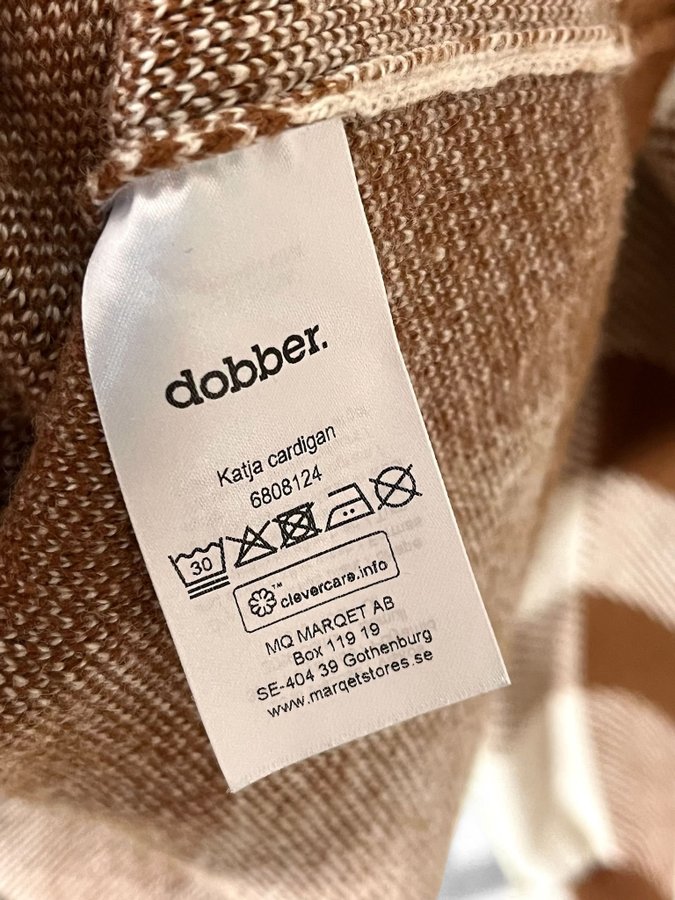 dobber.
Katja cardigan
6808124
30
™ clevercare.info
MQ MARQET AB
Box 119 19
SE-404 39 Gothenburg
www.marqetstores.se